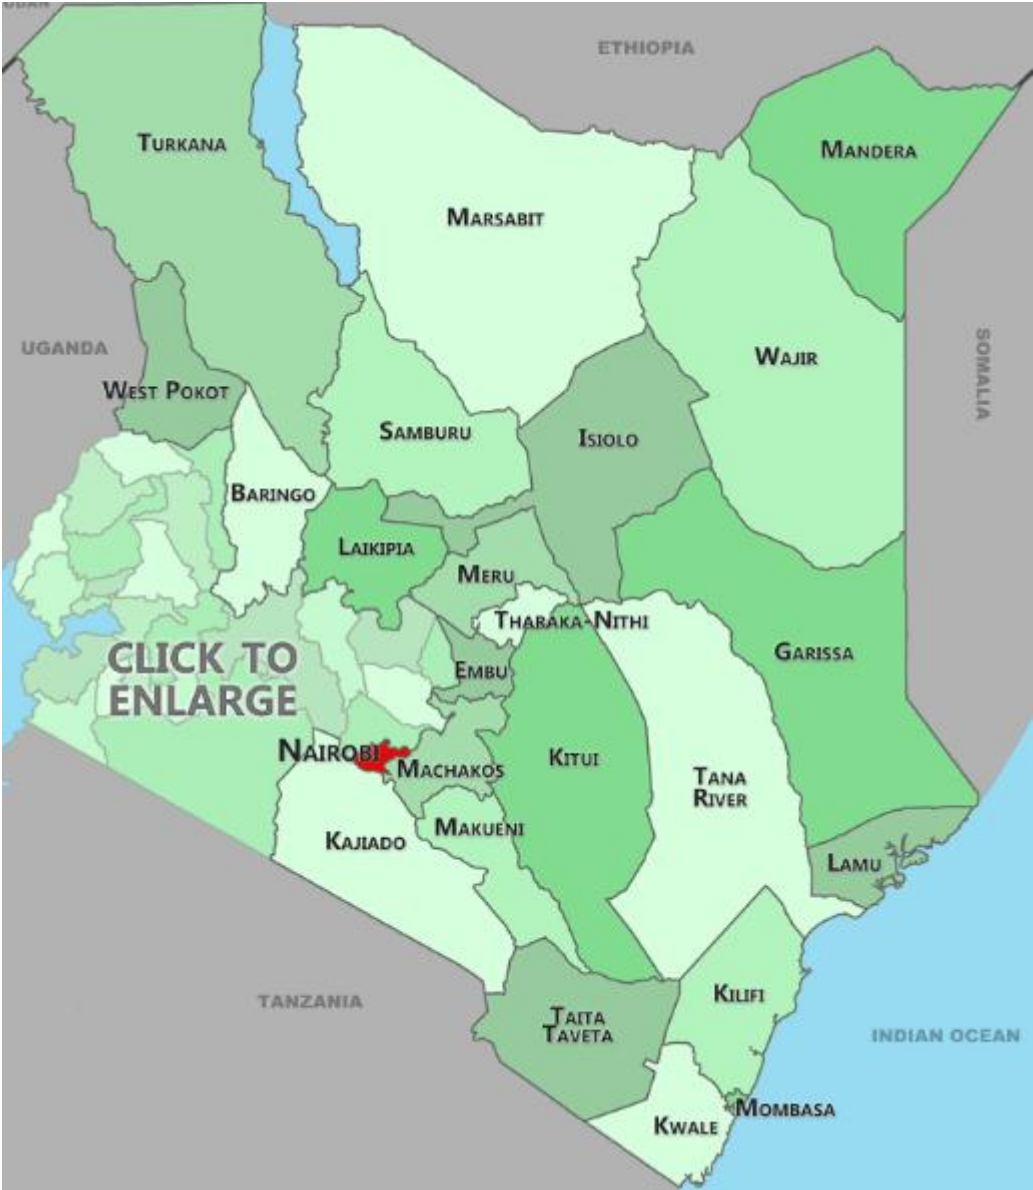 ETHIOPIA
TURKANA
MANDERA
MARSABIT
UGANDA
SOMALIA
WAJIR
WEST POKOT
SAMBURU
ISIOLO
BARINGO
LAIKIPIA
MERU
THARAKA-NITHI
CLICK TO
ENLARGE
EMBU
GARISSA
NAIROBI
MACHAKOS
KITUI
TANA
RIVER
KAJIADO
MAKUENI
LAMU
TANZANIA
KILIFI
TAITA
TAVETA
INDIAN OCEAN
MOMBASA
KWALE